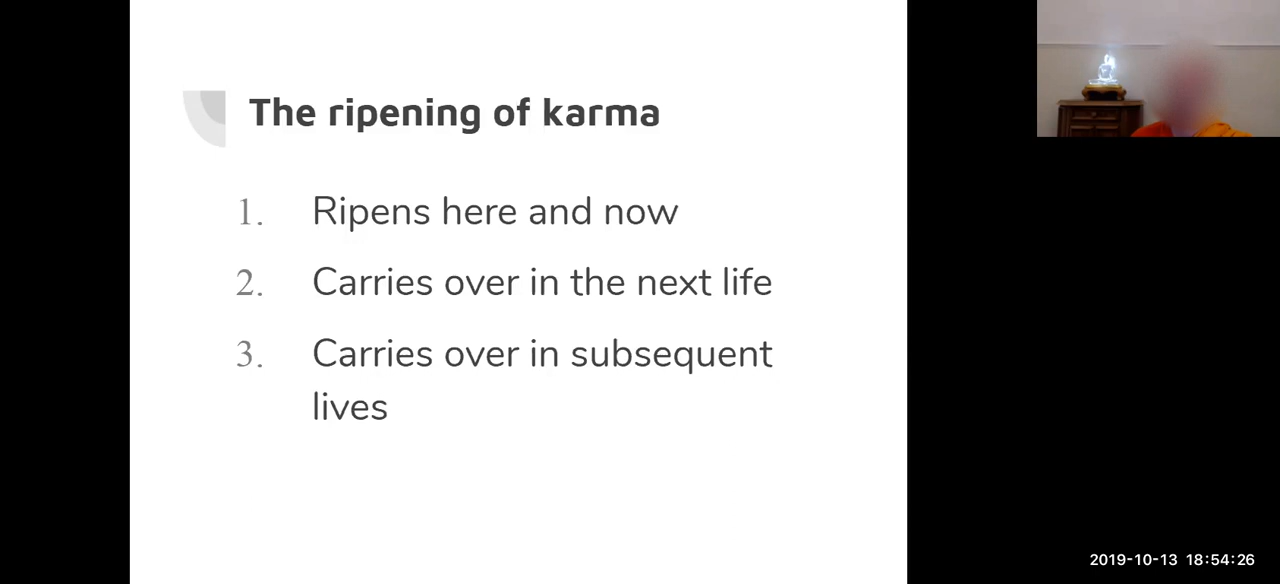 The ripening of karma
1. Ripens here and now
2. Carries over in the next life
3. Carries over in subsequent
lives
2019-10-13 18:54:26